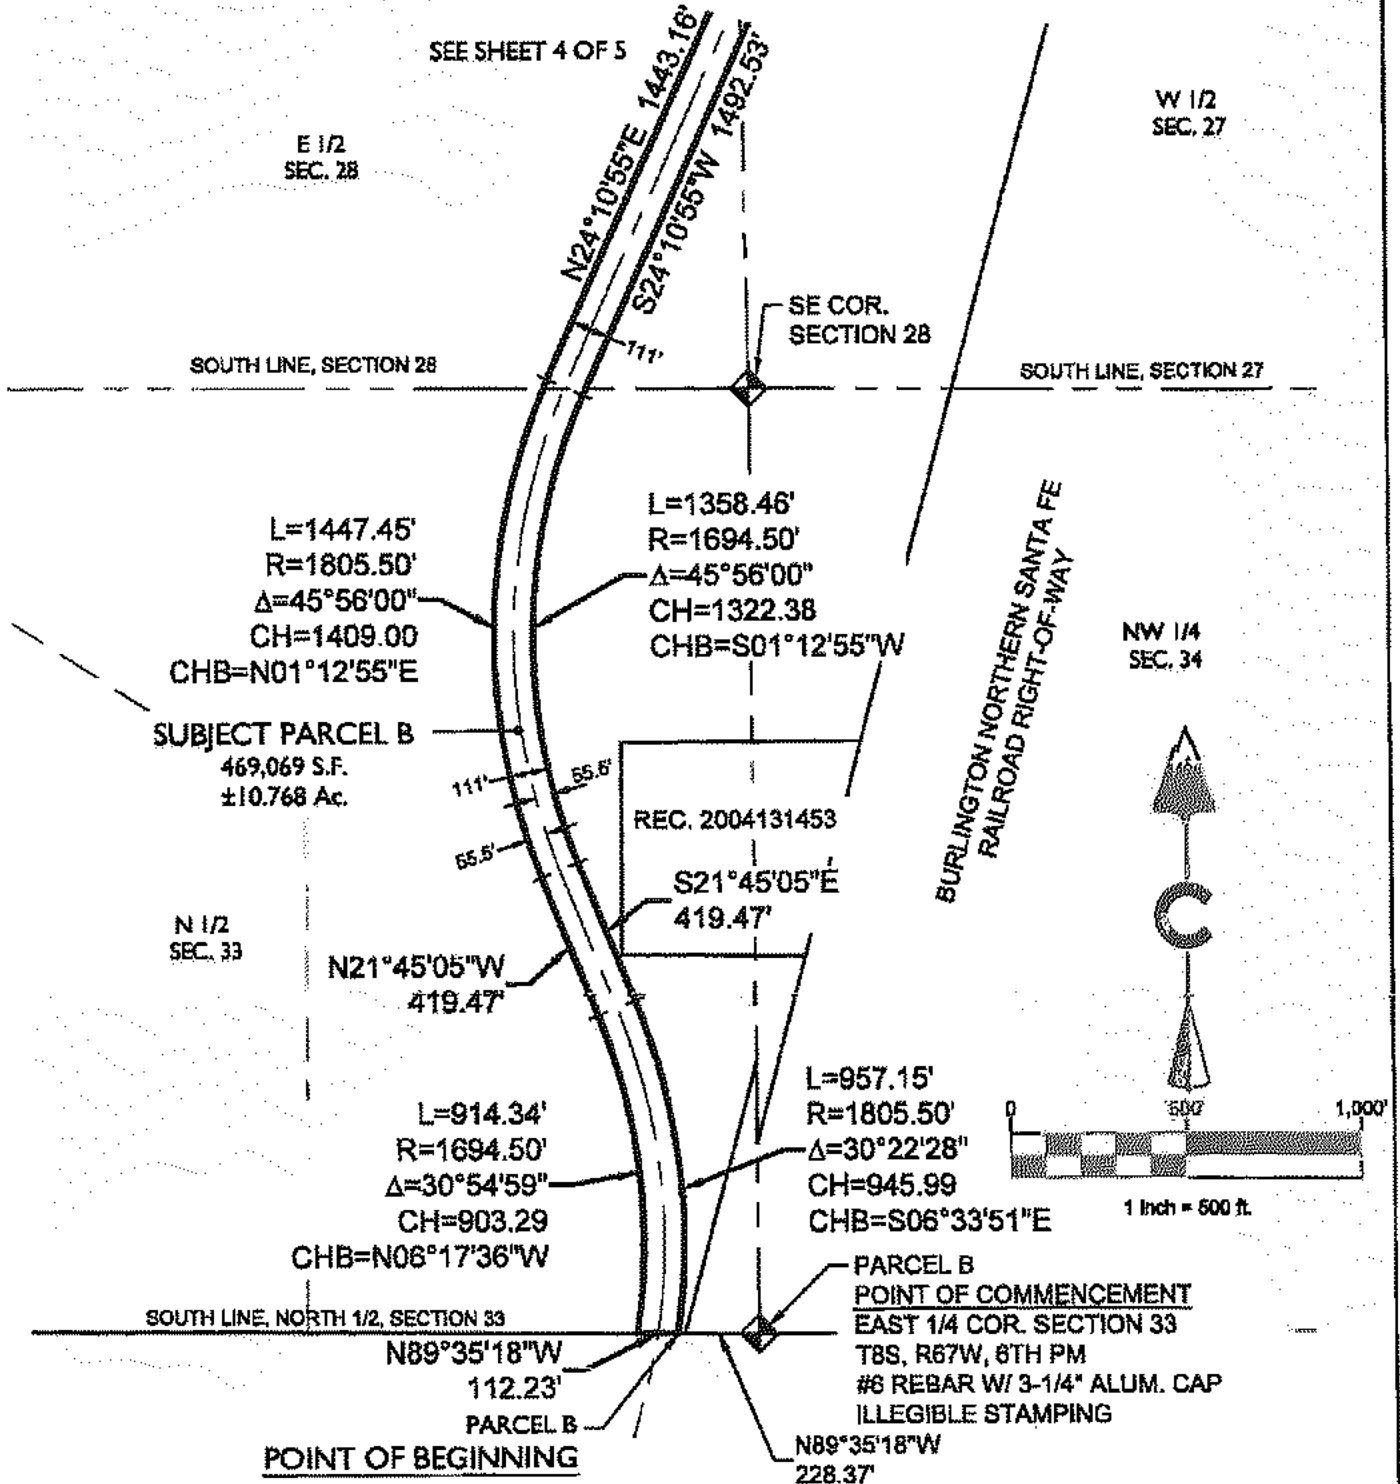 SEE SHEET 4 OF 5
N24°10'55"E 1443.16'
S24°10'55"W 1492.53'
W 1/2
SEC. 27
E 1/2
SEC. 28
SE COR.
SECTION 28
111'
SOUTH LINE, SECTION 28
SOUTH LINE, SECTION 27
L=1447.45'
R=1805.50'
Δ=45°56'00"
CH=1409.00
CHB=N01°12'55"E
L=1358.46'
R=1694.50'
Δ=45°56'00"
CH=1322.38
CHB=S01°12'55"W
BURLINGTON NORTHERN SANTA FE
RAILROAD RIGHT-OF-WAY
NW 1/4
SEC. 34
SUBJECT PARCEL B
469,069 S.F.
±10.768 Ac.
111'
55.5'
55.5'
REC. 2004131453
S21°45'05"E
419.47'
N 1/2
SEC. 33
N21°45'05"W
419.47'
C
L=914.34'
R=1694.50'
Δ=30°54'59"
CH=903.29
CHB=N06°17'36"W
L=957.15'
R=1805.50'
Δ=30°22'28"
CH=945.99
CHB=S06°33'51"E
0 500' 1,000'
1 inch = 500 ft.
SOUTH LINE, NORTH 1/2, SECTION 33
N89°35'18"W
112.23'
PARCEL B
POINT OF BEGINNING
PARCEL B
POINT OF COMMENCEMENT
EAST 1/4 COR. SECTION 33
T8S, R67W, 6TH PM
#6 REBAR W/ 3-1/4" ALUM. CAP
ILLEGIBLE STAMPING
N89°35'18"W
228.37'